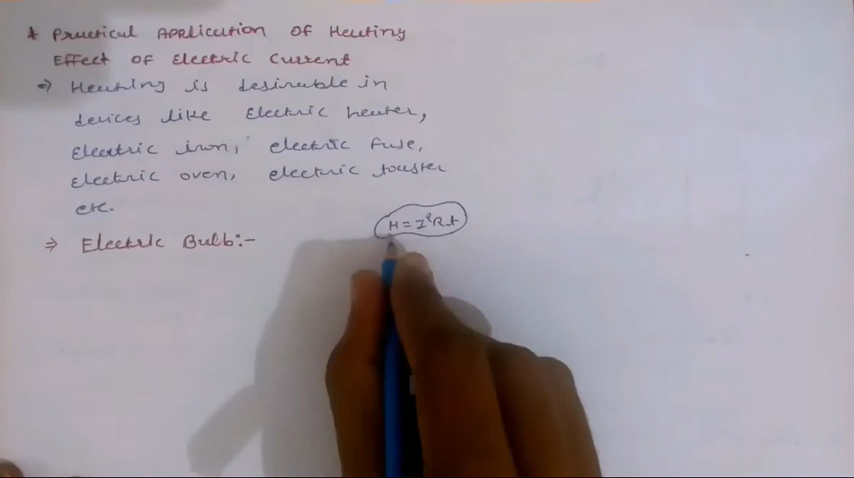 * Practical Application of Heating
Effect of Electric Current
⇒ Heating is desirable in
devices like Electric heater,
Electric iron, electric fuse,
electric oven, electric toaster
etc.
H = I²Rt
⇒ Electric Bulb:-